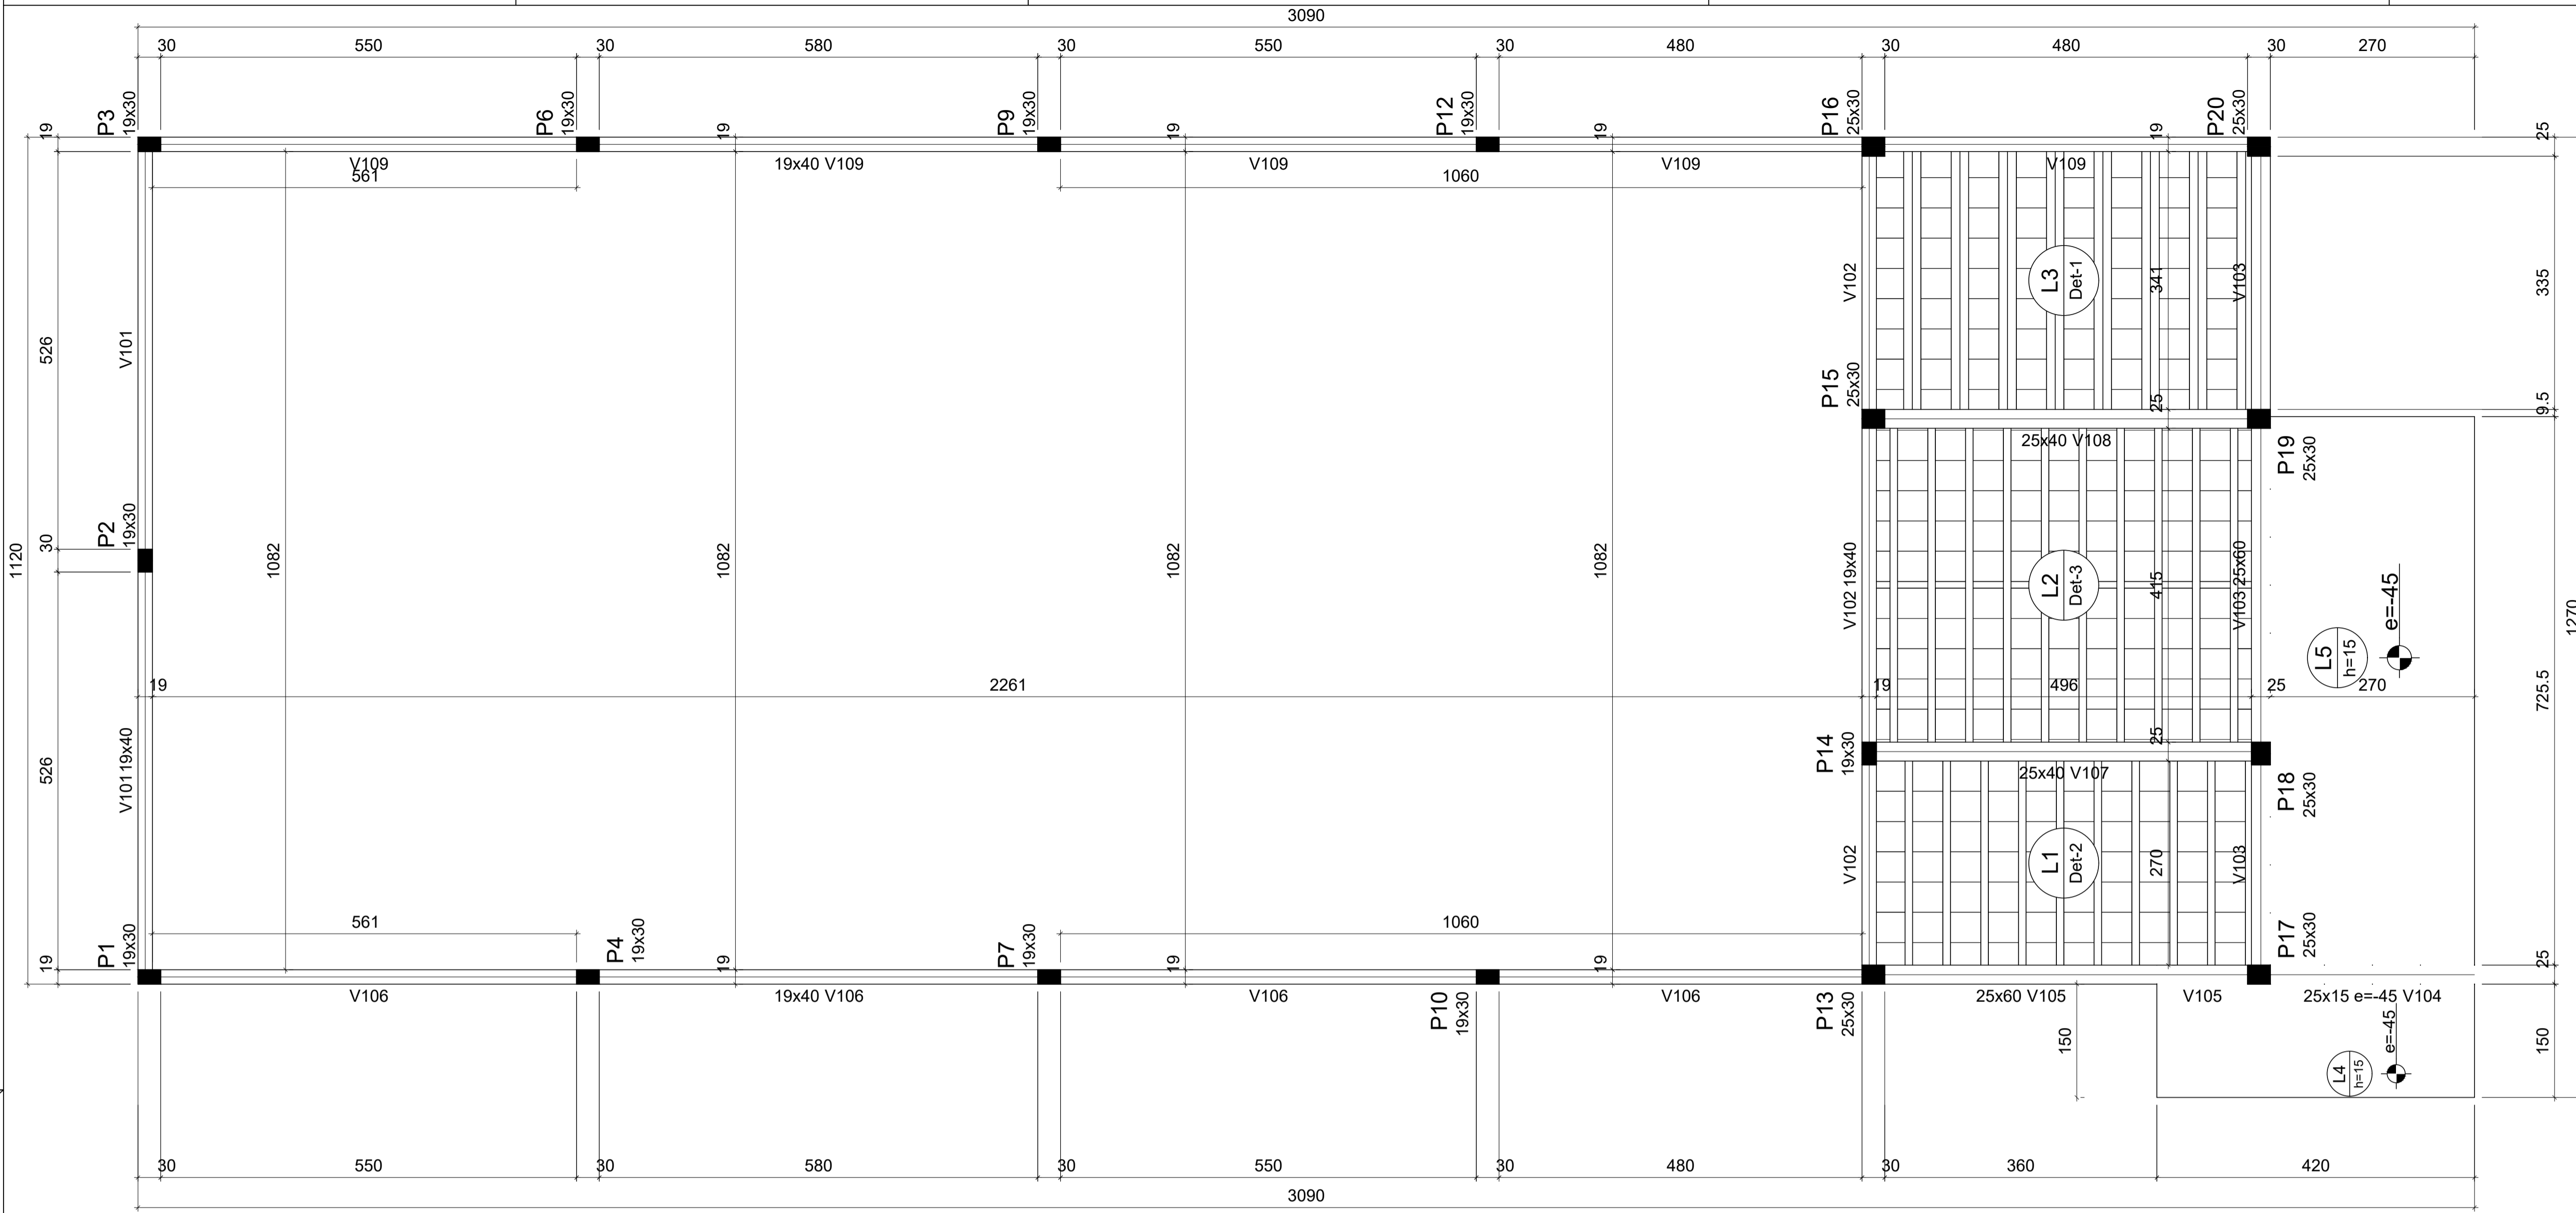 3090
30 550 30 580 30 550 30 480 30 480 30 270
P3
19x30
P6
19x30
P9
19x30
P12
19x30
P16
25x30
P20
25x30
19
19
19
19
19
25
V109
19x40 V109
V109
V109
V109
561
1060
V102
L3
Det-1
341
V103
335
V101
526
P15
25x30
25
9.5
25x40 V108
P19
25x30
P2
19x30
30
1120
1082
1082
1082
1082
V102 19x40
L2
Det-3
415
V103 25x60
e=-45
L5
h=15
1270
725.5
19
2261
19
496
25
270
V101 19x40
526
P14
19x30
25
25x40 V107
P18
25x30
V102
L1
Det-2
270
V103
561
1060
P1
19x30
P4
19x30
P7
19x30
P17
25x30
19
19
19
19
25
V106
19x40 V106
V106
V106
25x60 V105
V105
25x15 e=-45 V104
P10
19x30
P13
25x30
150
e=-45
150
L4
h=15
30 550 30 580 30 550 30 480 30 360 420
3090